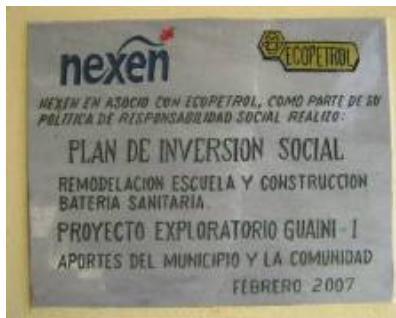 nexen
ECOPETROL
NEXEN EN ASOCIO CON ECOPETROL, COMO PARTE DE SU
POLITICA DE RESPONSABILIDAD SOCIAL REALIZO:
PLAN DE INVERSION SOCIAL
REMODELACION ESCUELA Y CONSTRUCCION
BATERIA SANITARIA
PROYECTO EXPLORATORIO GUAINI-1
APORTES DEL MUNICIPIO Y LA COMUNIDAD
FEBRERO 2007